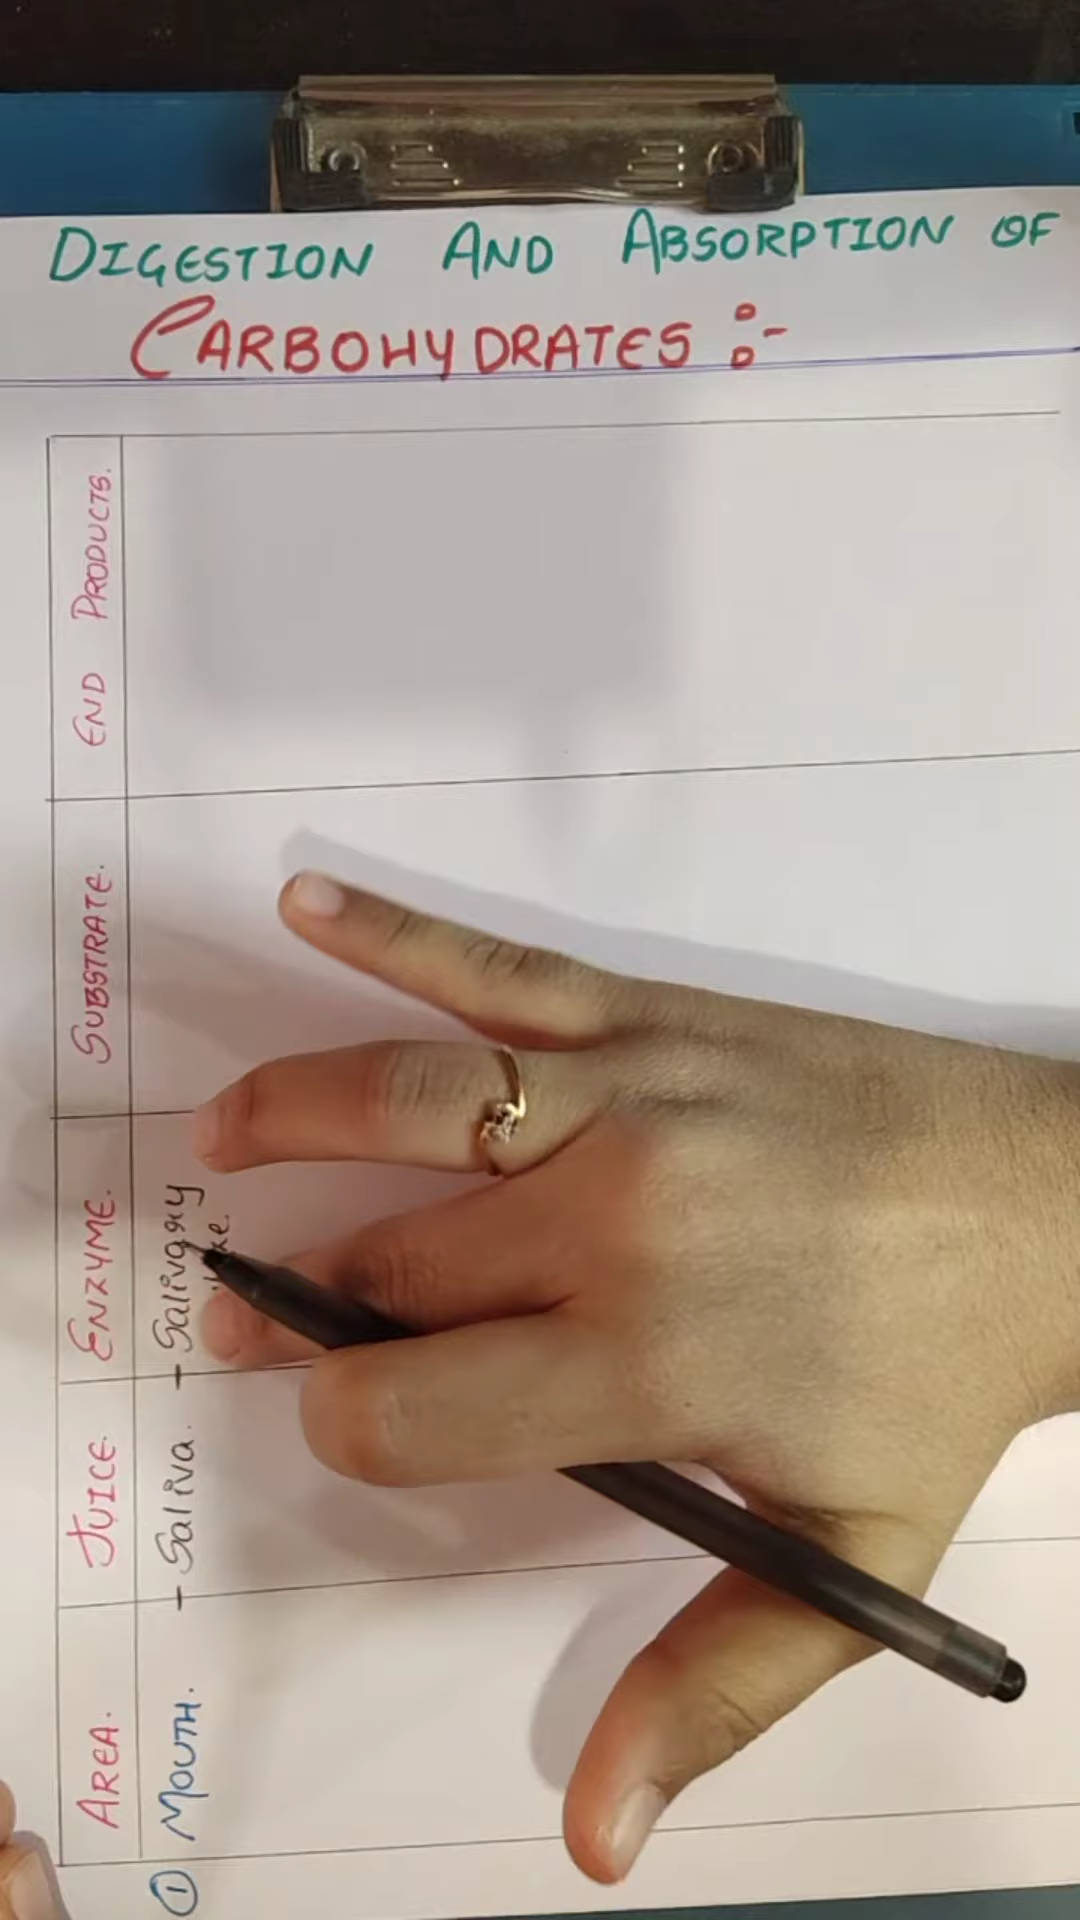 DIGESTION AND ABSORPTION OF
CARBOHYDRATES :-
AREA. JUICE. ENZYME. SUBSTRATE. END PRODUCTS.
① MOUTH. - Saliva. - Salivary